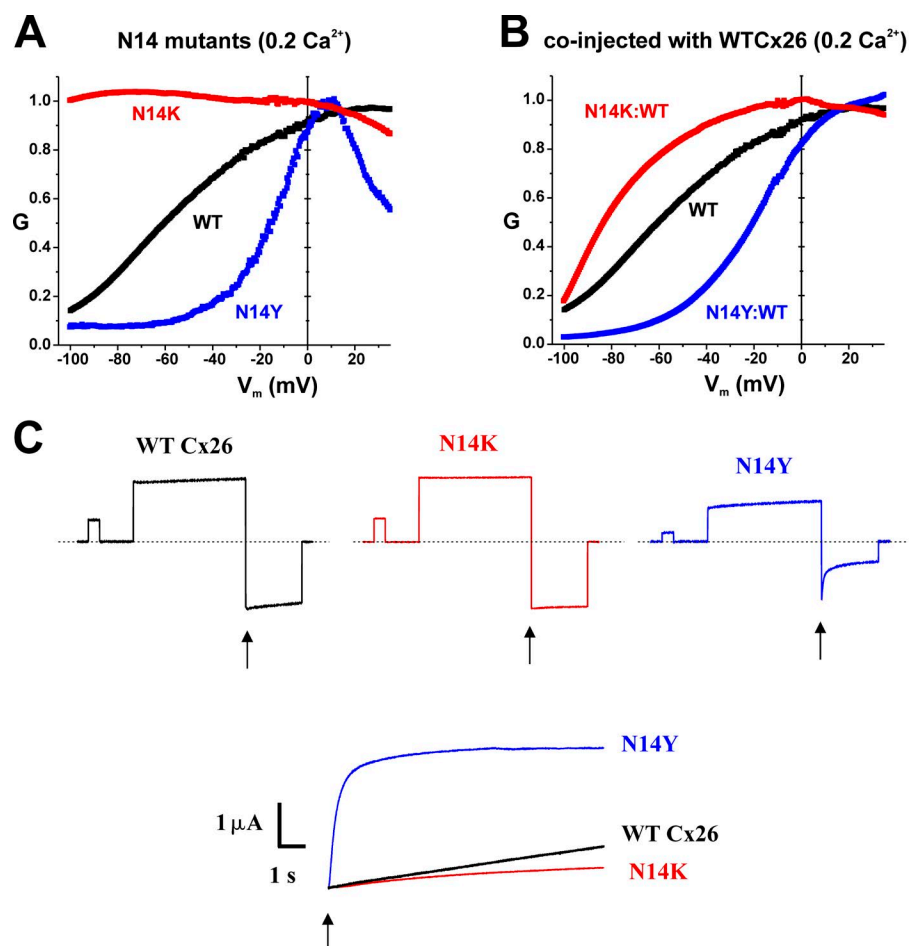 A
N14 mutants (0.2 Ca²⁺)
1.0
0.8
0.6
G
0.4
0.2
0.0
N14K
WT
N14Y
-100 -80 -60 -40 -20 0 20
Vₘ (mV)
B
co-injected with WTCx26 (0.2 Ca²⁺)
1.0
0.8
0.6
G
0.4
0.2
0.0
N14K:WT
WT
N14Y:WT
-100 -80 -60 -40 -20 0 20
Vₘ (mV)
C
WT Cx26
N14K
N14Y
N14Y
1 μA
1 s
WT Cx26
N14K